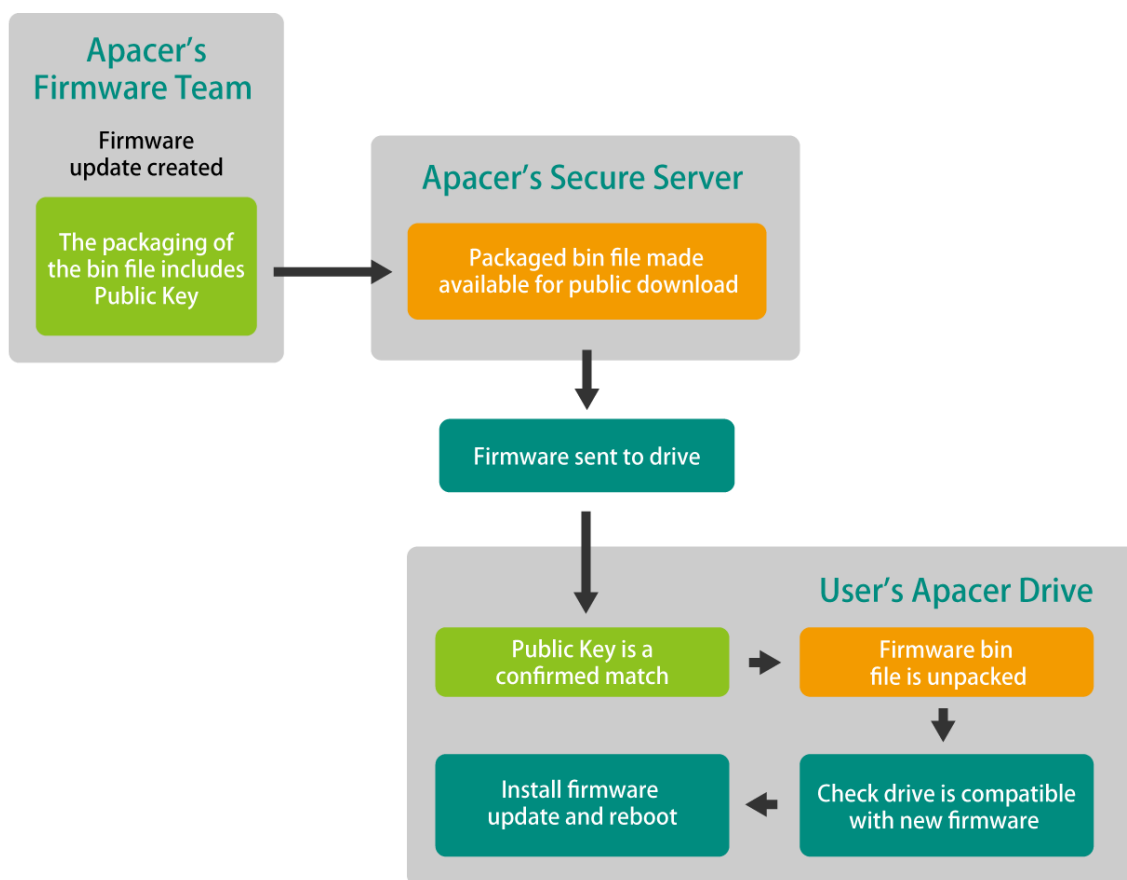 Apacer’s
Firmware Team
Firmware
update created
The packaging of
the bin file includes
Public Key
Apacer’s Secure Server
Packaged bin file made
available for public download
Firmware sent to drive
User’s Apacer Drive
Public Key is a
confirmed match
Firmware bin
file is unpacked
Check drive is compatible
with new firmware
Install firmware
update and reboot